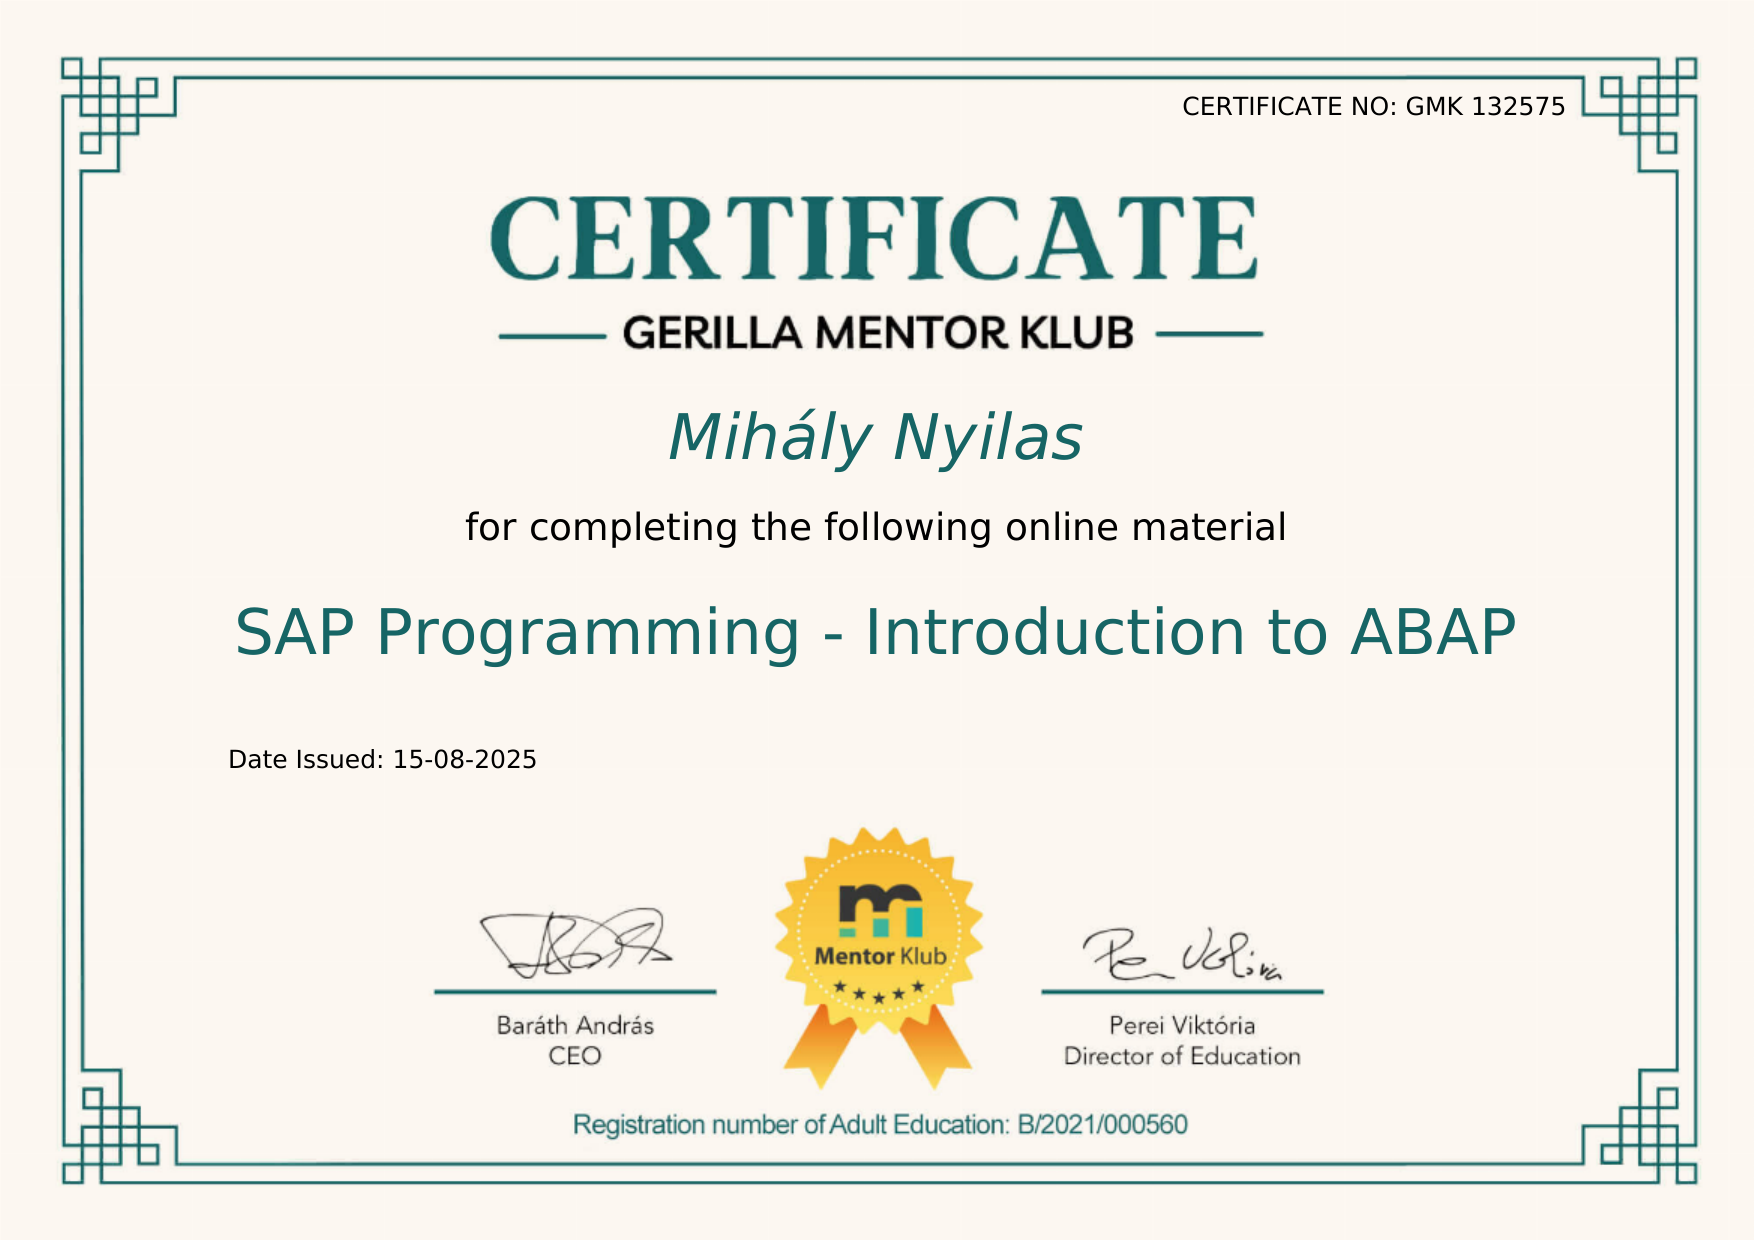 CERTIFICATE NO: GMK 132575
CERTIFICATE
GERILLA MENTOR KLUB
Mihály Nyilas
for completing the following online material
SAP Programming - Introduction to ABAP
Date Issued: 15-08-2025
Mentor Klub
Baráth András
CEO
Perei Viktória
Director of Education
Registration number of Adult Education: B/2021/000560